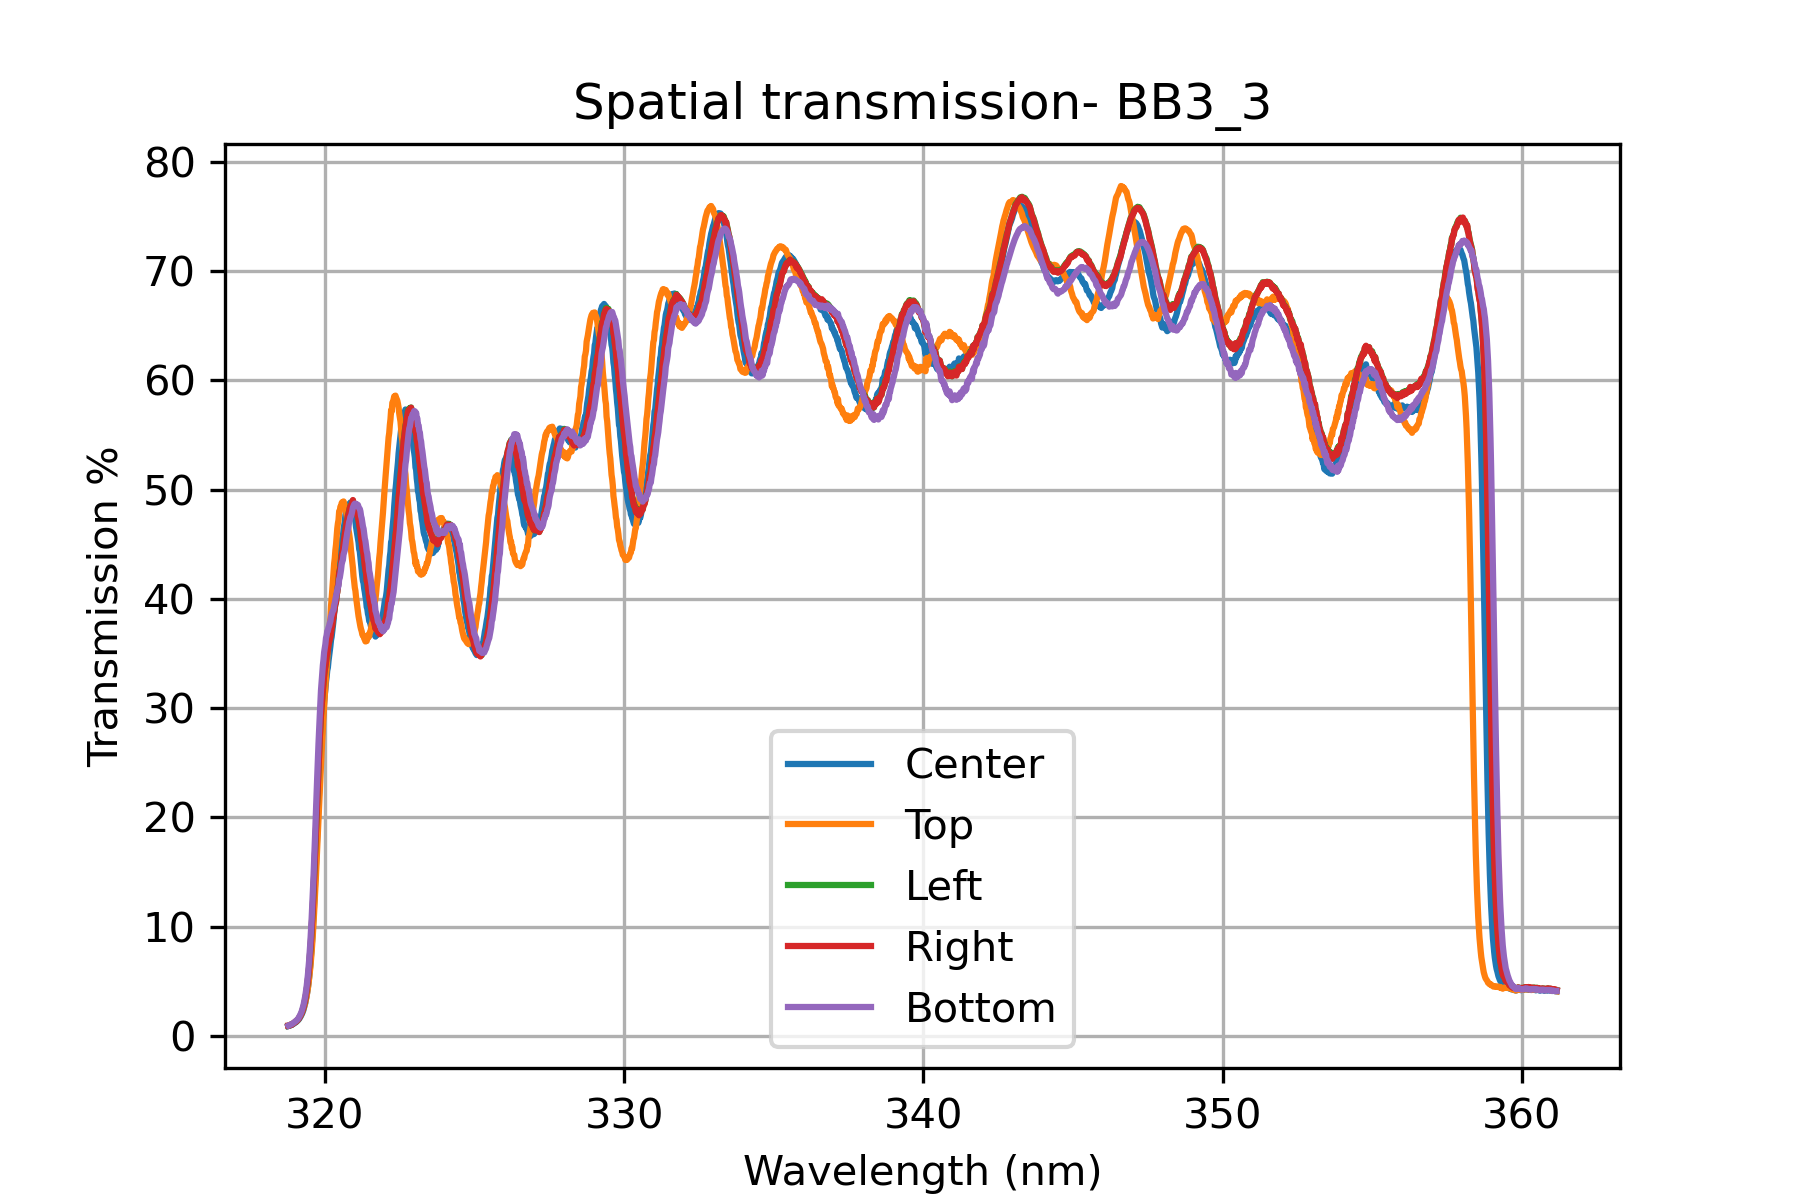 Spatial transmission- BB3_3
80
70
60
50
40
30
20
10
0
Transmission %
Center
Top
Left
Right
Bottom
320
330
340
350
360
Wavelength (nm)